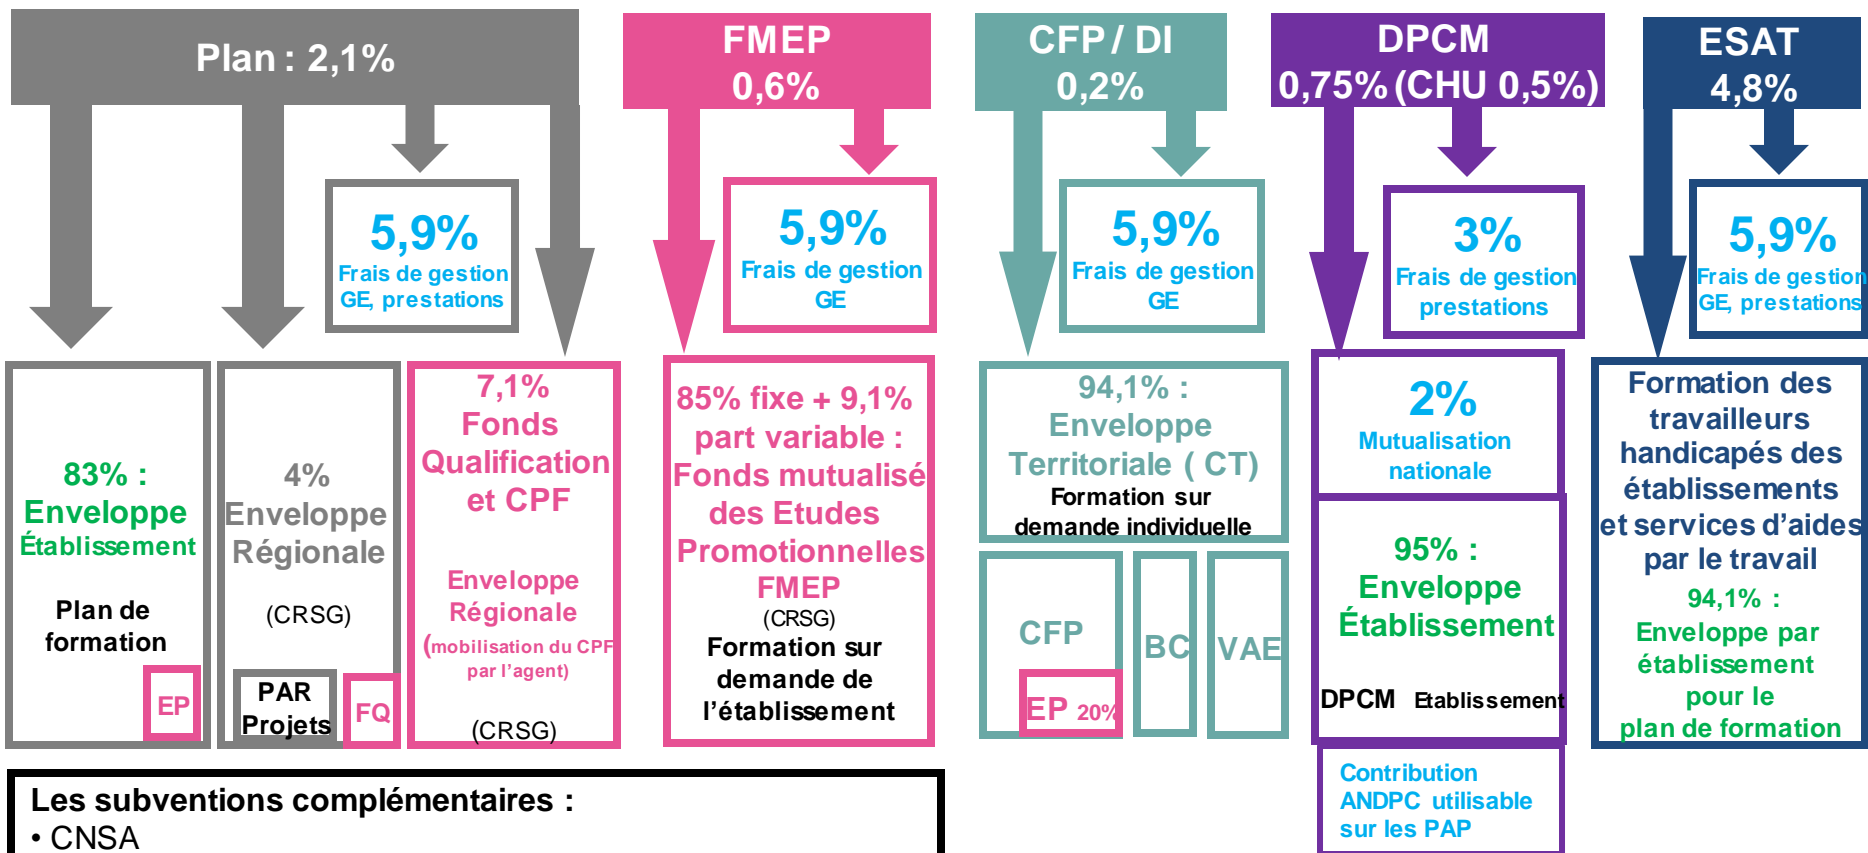 Plan : 2,1%
FMEP
0,6%
CFP / DI
0,2%
DPCM
0,75% (CHU 0,5%)
ESAT
4,8%
5,9%
Frais de gestion
GE, prestations
5,9%
Frais de gestion
GE
5,9%
Frais de gestion
GE
3%
Frais de gestion
prestations
5,9%
Frais de gestion
GE, prestations
83% :
Enveloppe
Établissement
Plan de
formation
EP
4%
Enveloppe
Régionale
(CRSG)
PAR
Projets
FQ
7,1%
Fonds
Qualification
et CPF
Enveloppe
Régionale
(mobilisation du CPF
par l'agent)
(CRSG)
85% fixe + 9,1%
part variable :
Fonds mutualisé
des Etudes
Promotionnelles
FMEP
(CRSG)
Formation sur
demande de
l'établissement
94,1% :
Enveloppe
Territoriale ( CT)
Formation sur
demande individuelle
CFP
EP 20%
BC
VAE
2%
Mutualisation
nationale
95% :
Enveloppe
Établissement
DPCM Etablissement
Contribution
ANDPC utilisable
sur les PAP
Formation des
travailleurs
handicapés des
établissements
et services d'aides
par le travail
94,1% :
Enveloppe par
établissement
pour le
plan de formation
Les subventions complémentaires :
• CNSA